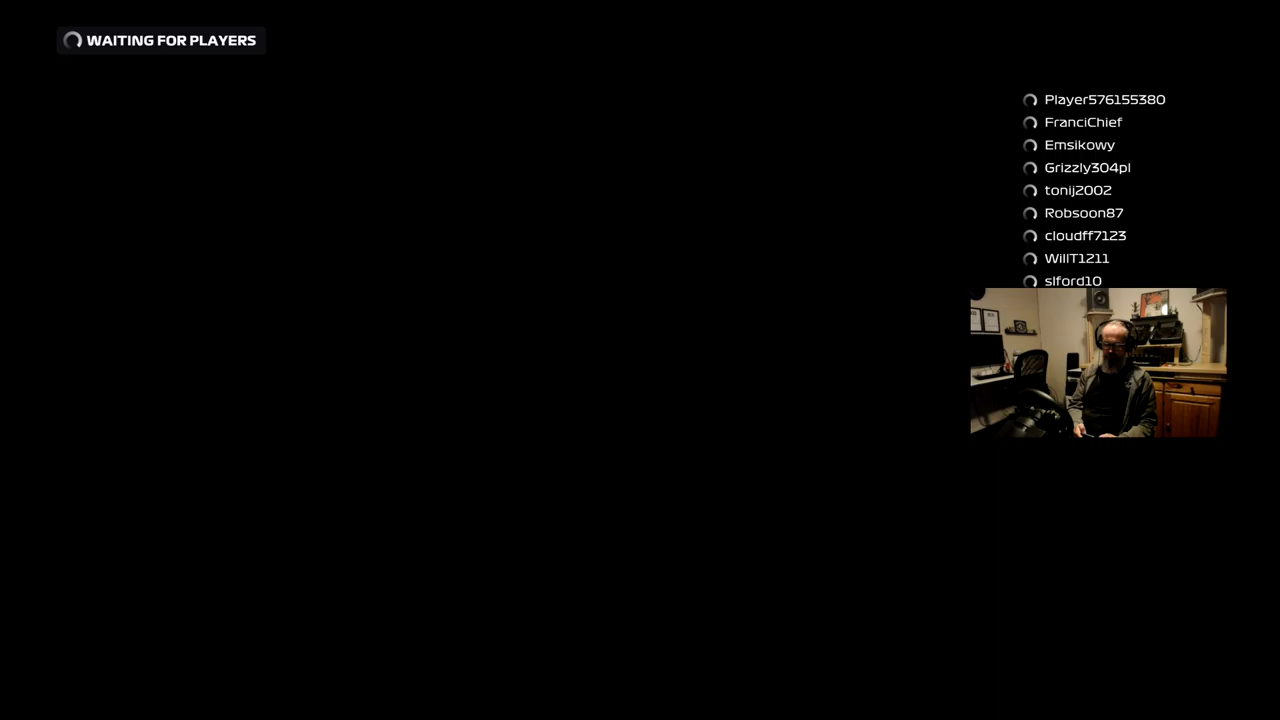 WAITING FOR PLAYERS
Player576155380
FranciChief
Emsikowy
Grizzly304pl
tonij2002
Robsoon87
cloudff7123
WillT1211
slford10